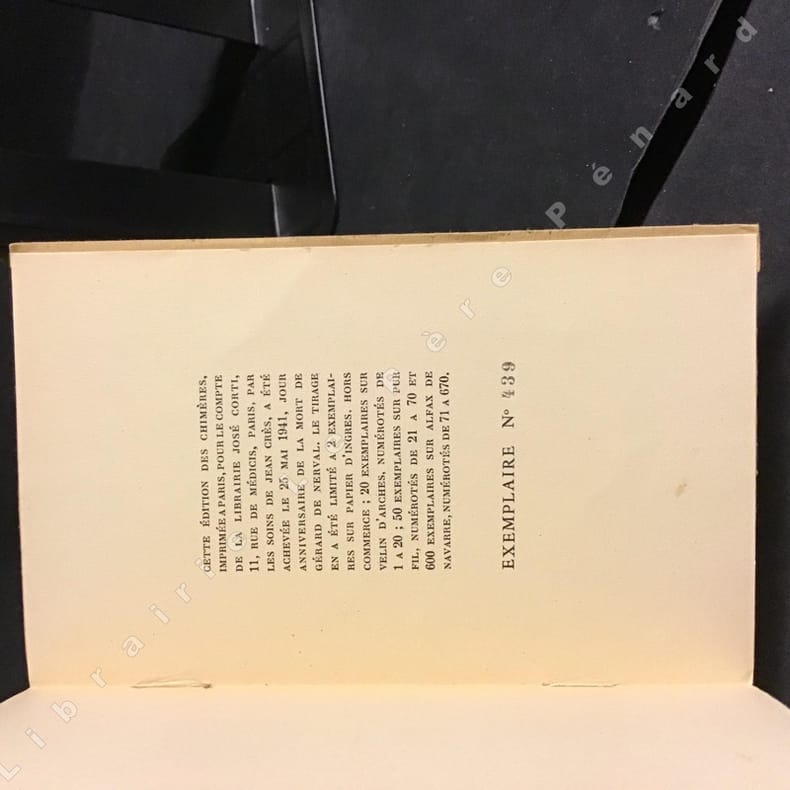 CETTE ÉDITION DES CHIMÈRES,
IMPRIMÉE A PARIS, POUR LE COMPTE
DE LA LIBRAIRIE JOSÉ CORTI,
11, RUE DE MÉDICIS, PARIS, PAR
LES SOINS DE JEAN CRÈS, A ÉTÉ
ACHEVÉE LE 25 MAI 1941, JOUR
ANNIVERSAIRE DE LA MORT DE
GÉRARD DE NERVAL. LE TIRAGE
EN A ÉTÉ LIMITÉ A 2 EXEMPLAI-
RES SUR PAPIER D'INGRES. HORS
COMMERCE ; 20 EXEMPLAIRES SUR
VELIN D'ARCHES, NUMÉROTÉS DE
1 A 20 ; 50 EXEMPLAIRES SUR PUR
FIL, NUMÉROTÉS DE 21 A 70 ET
600 EXEMPLAIRES SUR ALFAX DE
NAVARRE, NUMÉROTÉS DE 71 A 670.
EXEMPLAIRE N° 439
Librairie le Père Pénard